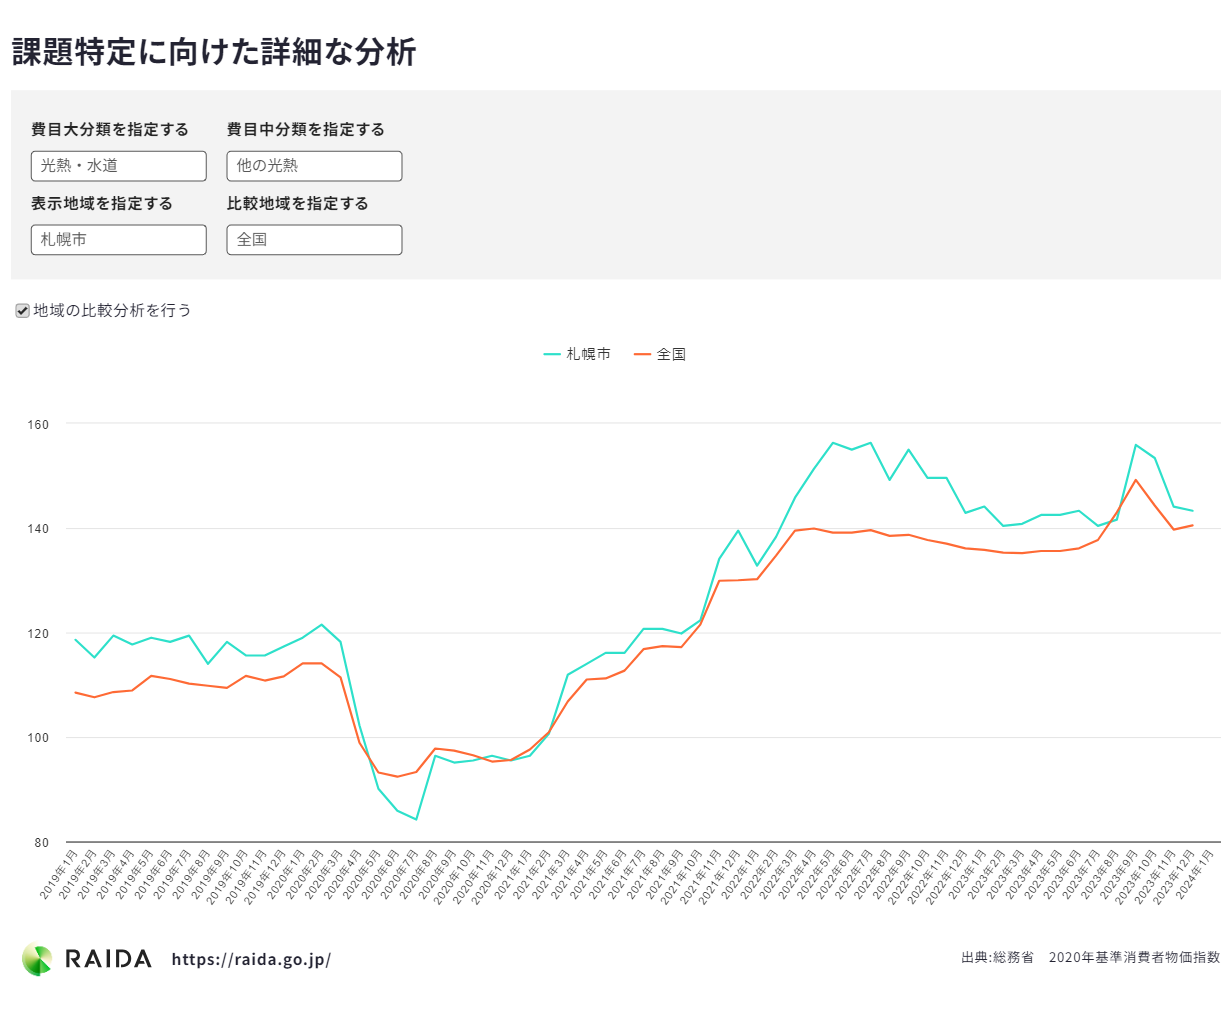 課題特定に向けた詳細な分析
費目大分類を指定する 費目中分類を指定する
光熱・水道 他の光熱
表示地域を指定する 比較地域を指定する
札幌市 全国
地域の比較分析を行う
札幌市 全国
160
140
120
100
80
2019年1月 2019年2月 2019年3月 2019年4月 2019年5月 2019年6月 2019年7月 2019年8月 2019年9月 2019年10月 2019年11月 2019年12月 2020年1月 2020年2月 2020年3月 2020年4月 2020年5月 2020年6月 2020年7月 2020年8月 2020年9月 2020年10月 2020年11月 2020年12月 2021年1月 2021年2月 2021年3月 2021年4月 2021年5月 2021年6月 2021年7月 2021年8月 2021年9月 2021年10月 2021年11月 2021年12月 2022年1月 2022年2月 2022年3月 2022年4月 2022年5月 2022年6月 2022年7月 2022年8月 2022年9月 2022年10月 2022年11月 2022年12月 2023年1月 2023年2月 2023年3月 2023年4月 2023年5月 2023年6月 2023年7月 2023年8月 2023年9月 2023年10月 2023年11月 2023年12月 2024年1月
RAIDA https://raida.go.jp/ 出典:総務省 2020年基準消費者物価指数